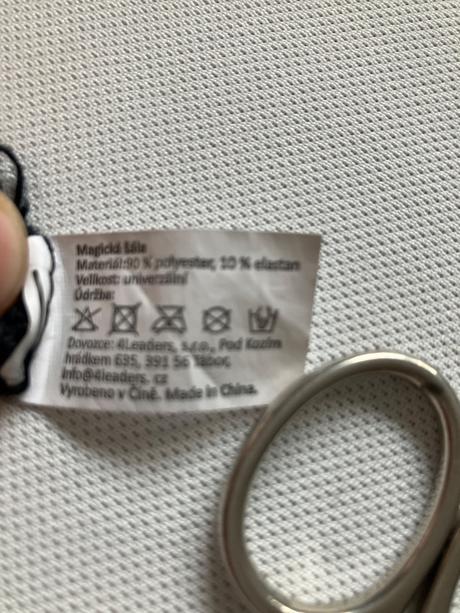 Magická šála
Materiál:90 % polyester, 10 % elastan
Velikost: univerzální
Údržba:
Dovozce: 4Leaders, s.r.o., Pod Kozím
hrádkem 635, 391 56 Tábor,
info@4leaders. cz
Vyrobeno v Číně. Made in China.